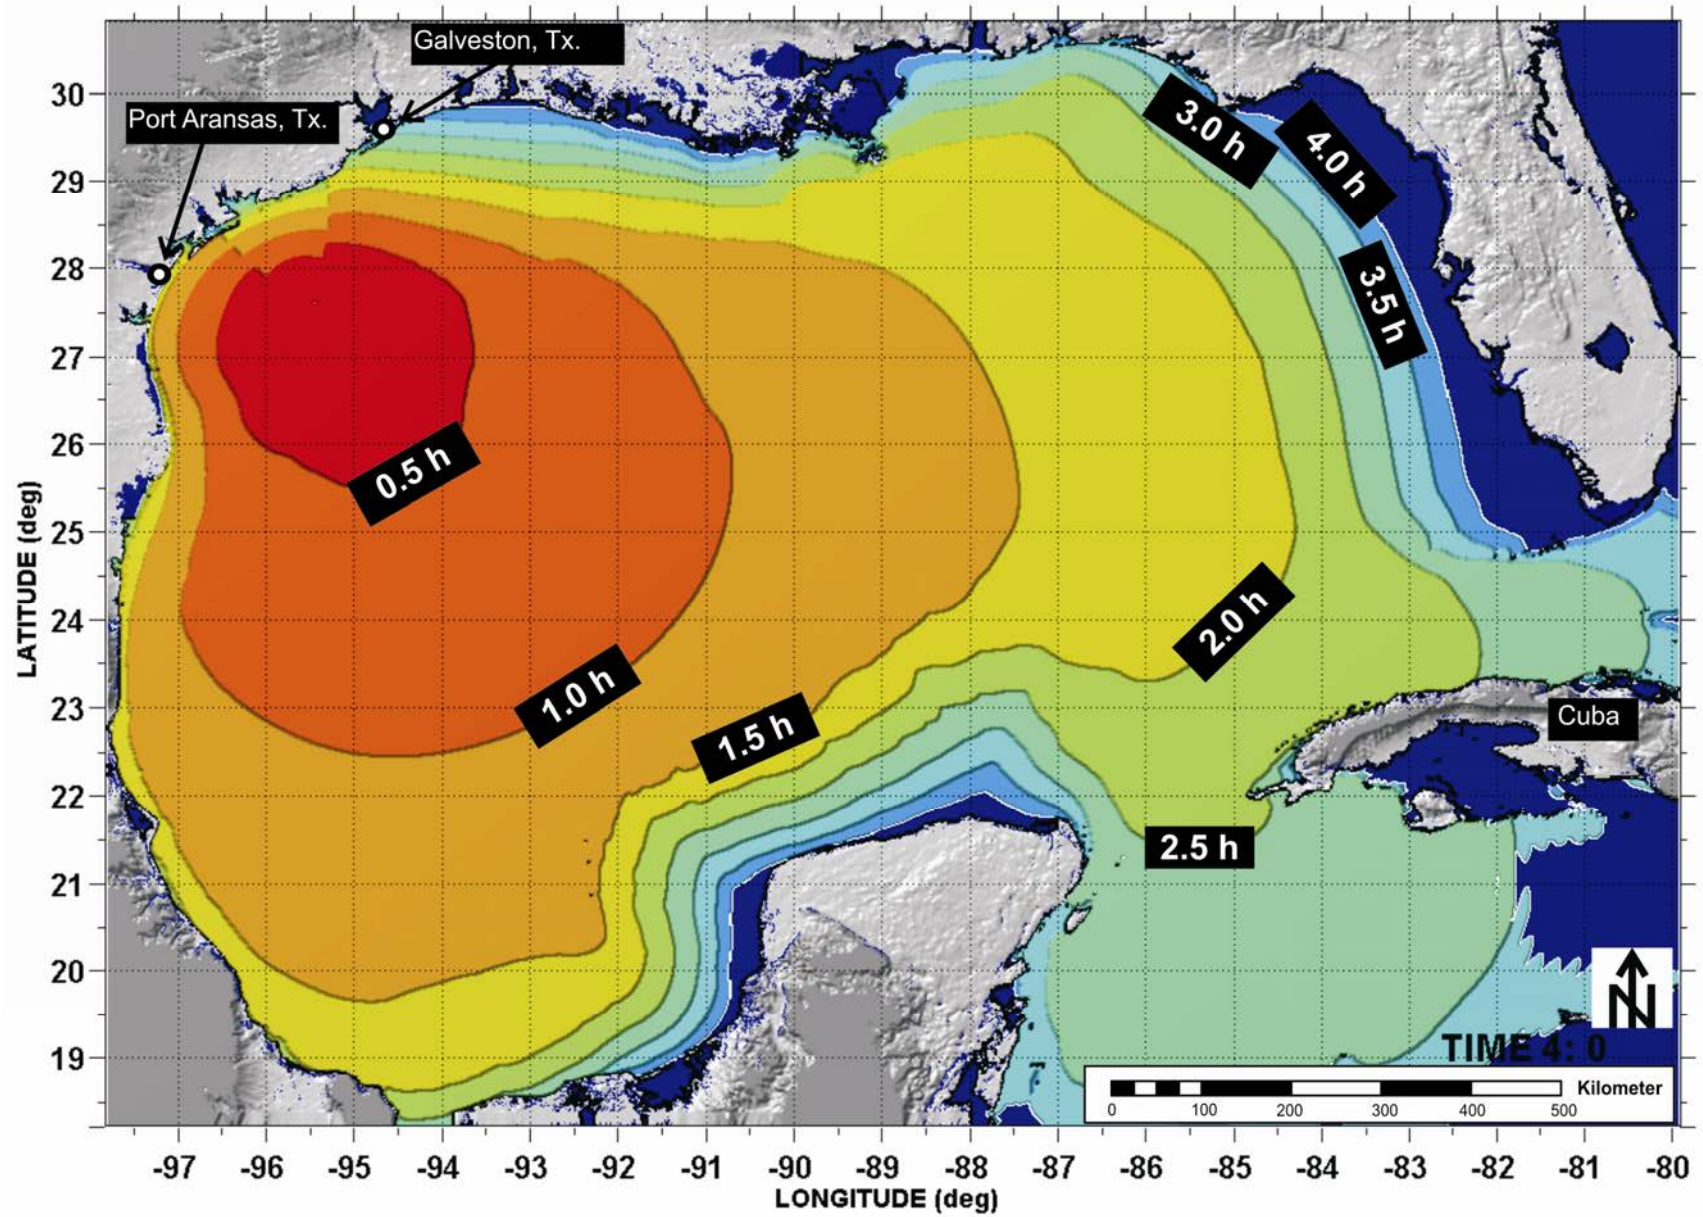 Galveston, Tx.
Port Aransas, Tx.
30
29
28
27
26
25
24
23
22
21
20
19
LATITUDE (deg)
3.0 h
4.0 h
3.5 h
0.5 h
1.0 h
1.5 h
2.0 h
2.5 h
Cuba
N
TIME 4: 0
Kilometer
0 100 200 300 400 500
-97 -96 -95 -94 -93 -92 -91 -90 -89 -88 -87 -86 -85 -84 -83 -82 -81 -80
LONGITUDE (deg)